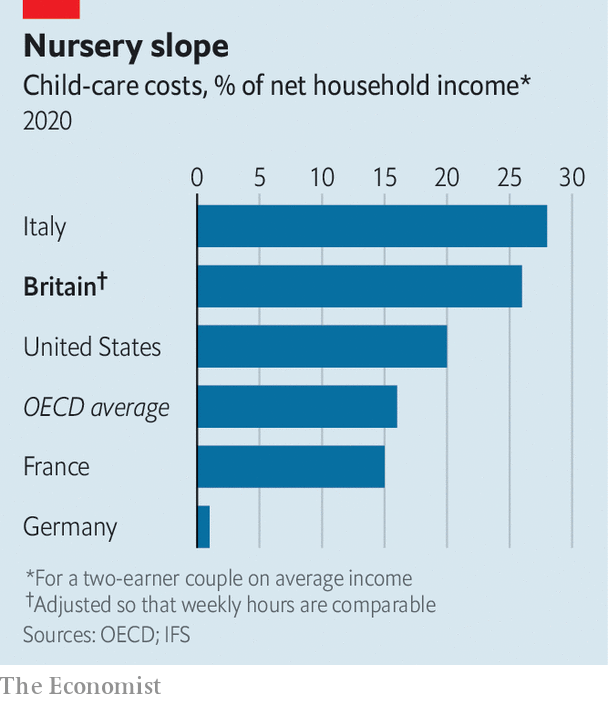 Nursery slope
Child-care costs, % of net household income*
2020
0 5 10 15 20 25 30
Italy
Britain†
United States
OECD average
France
Germany
*For a two-earner couple on average income
†Adjusted so that weekly hours are comparable
Sources: OECD; IFS
The Economist